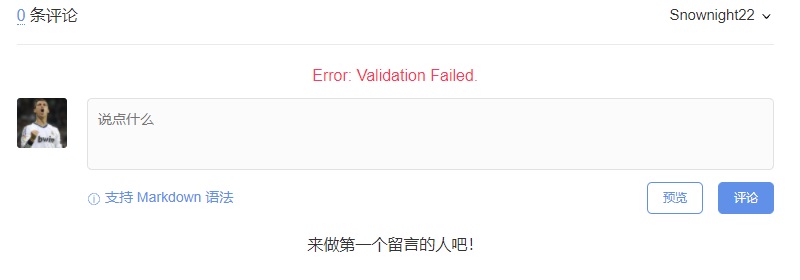 0 条评论
Snownight22
Error: Validation Failed.
说点什么
支持 Markdown 语法
预览
评论
来做第一个留言的人吧！